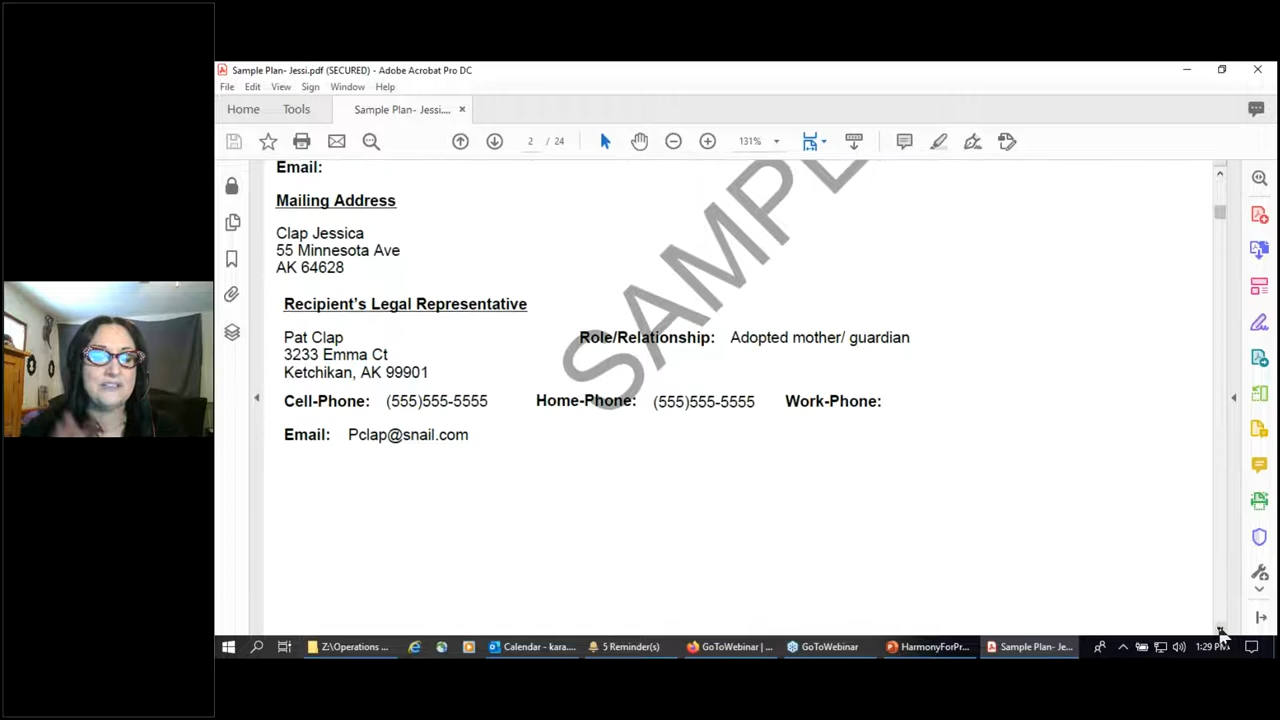 Sample Plan- Jessi.pdf (SECURED) - Adobe Acrobat Pro DC
File Edit View Sign Window Help
Home Tools Sample Plan- Jessi....
2 / 24 131%
Email:
Mailing Address
Clap Jessica
55 Minnesota Ave
AK 64628
Recipient's Legal Representative
Pat Clap Role/Relationship: Adopted mother/ guardian
3233 Emma Ct
Ketchikan, AK 99901
Cell-Phone: (555)555-5555 Home-Phone: (555)555-5555 Work-Phone:
Email: Pclap@snail.com
SAMPLE
Z:\Operations ... Calendar - kara.... 5 Reminder(s) GoToWebinar | ... GoToWebinar HarmonyForPr... Sample Plan- Je... 1:29 PM